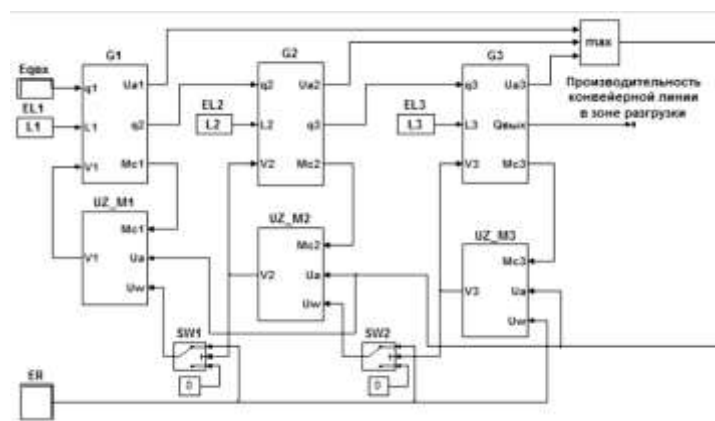 G1
G2
G3
max
Eqвх
q1
Ua1
q2
Ua2
q3
Ua3
Производительность
конвейерной линии
в зоне разгрузки
EL1
L1
L1
q2
EL2
L2
L2
q3
EL3
L3
L3
Qвых
V1
Mc1
V2
Mc2
V3
Mc3
UZ_M1
UZ_M2
UZ_M3
Mc1
V1
Ua
Uw
Mc2
V2
Ua
Uw
Mc3
V3
Ua
Uw
SW1
SW2
0
0
ER